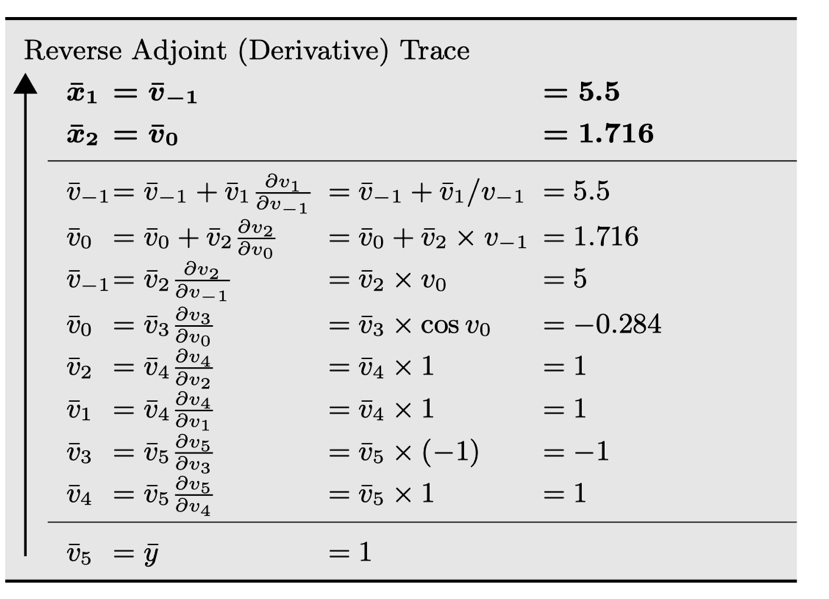 Reverse Adjoint (Derivative) Trace
x̄₁ = v̄₋₁ = 5.5
x̄₂ = v̄₀ = 1.716
v̄₋₁ = v̄₋₁ + v̄₁ ∂v₁/∂v₋₁ = v̄₋₁ + v̄₁/v₋₁ = 5.5
v̄₀ = v̄₀ + v̄₂ ∂v₂/∂v₀ = v̄₀ + v̄₂ × v₋₁ = 1.716
v̄₋₁ = v̄₂ ∂v₂/∂v₋₁ = v̄₂ × v₀ = 5
v̄₀ = v̄₃ ∂v₃/∂v₀ = v̄₃ × cos v₀ = −0.284
v̄₂ = v̄₄ ∂v₄/∂v₂ = v̄₄ × 1 = 1
v̄₁ = v̄₄ ∂v₄/∂v₁ = v̄₄ × 1 = 1
v̄₃ = v̄₅ ∂v₅/∂v₃ = v̄₅ × (−1) = −1
v̄₄ = v̄₅ ∂v₅/∂v₄ = v̄₅ × 1 = 1
v̄₅ = ȳ = 1